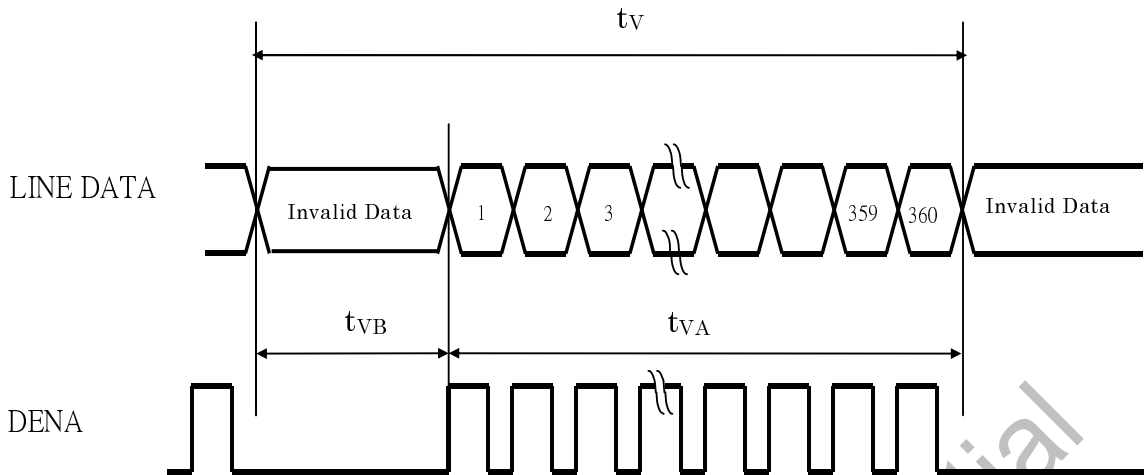 tV
LINE DATA
Invalid Data 1 2 3 359 360 Invalid Data
tVB tVA
DENA